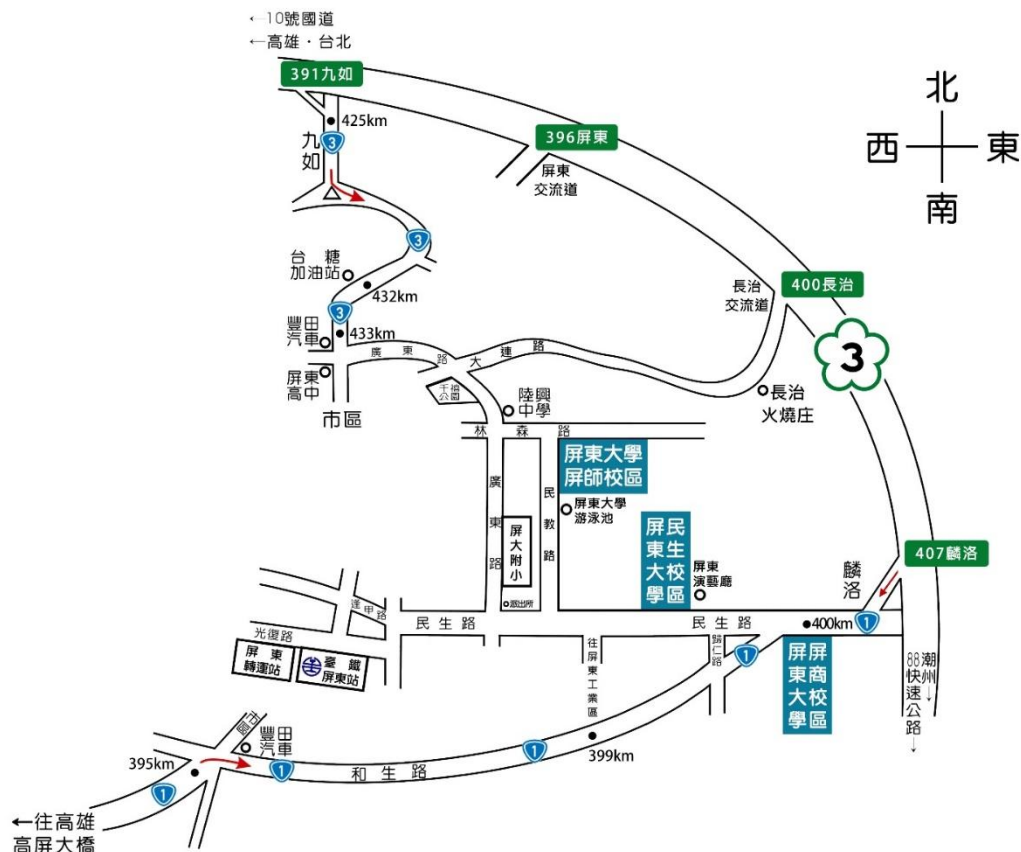 ←10號國道
←高雄・台北
391九如
425km
3
九如
396屏東
屏東
交流道
北
西
東
南
3
台糖
加油站
432km
長治
交流道
400長治
3
3
豐田
汽車
433km
廣東路
大連路
屏東
高中
市區
千禧
公園
陸興
中學
長治
火燒庄
林森路
屏東大學
屏師校區
廣東路
民教路
屏東大學
游泳池
屏大附小
民生校區
屏東大學
屏東
演藝廳
麟洛
407麟洛
派出所
逢甲路
民生路
民生路
400km
1
光復路
屏東
轉運站
臺鐵
屏東站
往屏東工業區
歸仁路
1
屏商校區
屏東大學
潮州↓
88快速公路↓
市區
豐田
汽車
395km
1
和生路
1
399km
1
←往高雄
高屏大橋